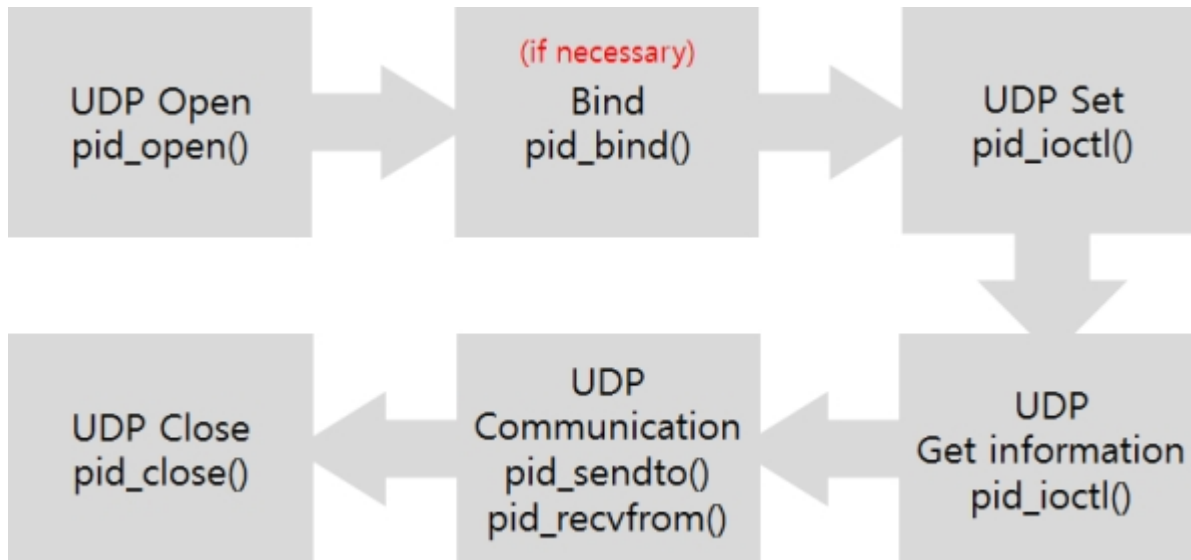 UDP Open
pid_open()
(if necessary)
Bind
pid_bind()
UDP Set
pid_ioctl()
UDP
Get information
pid_ioctl()
UDP
Communication
pid_sendto()
pid_recvfrom()
UDP Close
pid_close()